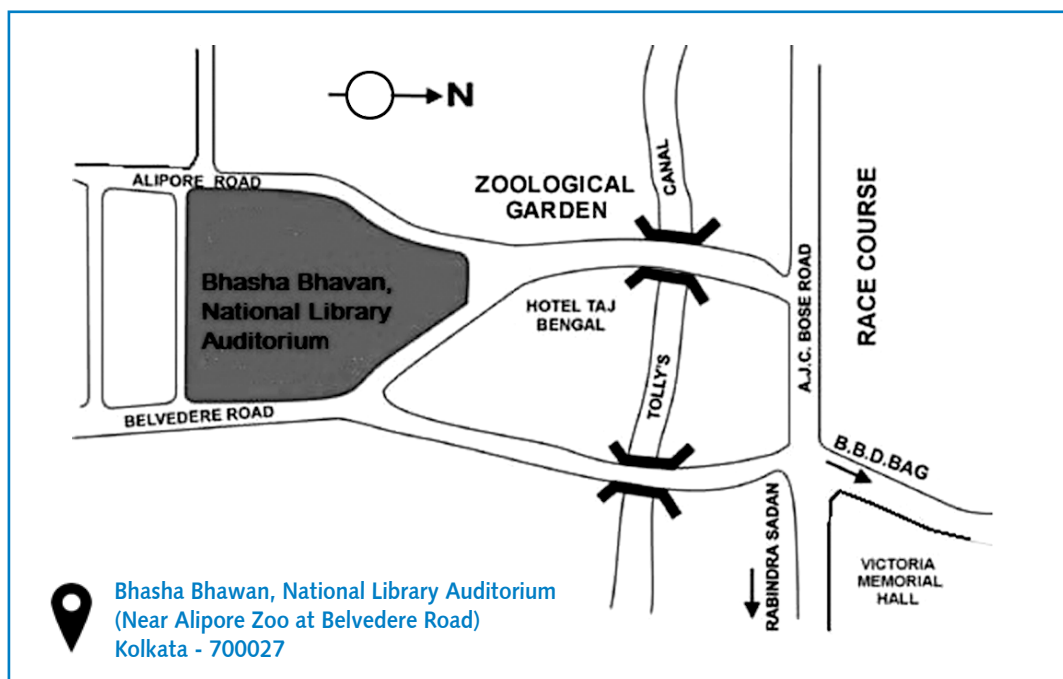 N
ALIPORE ROAD
ZOOLOGICAL
GARDEN
CANAL
Bhasha Bhavan,
National Library
Auditorium
HOTEL TAJ
BENGAL
A.J.C. BOSE ROAD
RACE COURSE
TOLLY'S
BELVEDERE ROAD
B.B.D.BAG
RABINDRA SADAN
VICTORIA
MEMORIAL
HALL
Bhasha Bhawan, National Library Auditorium
(Near Alipore Zoo at Belvedere Road)
Kolkata - 700027